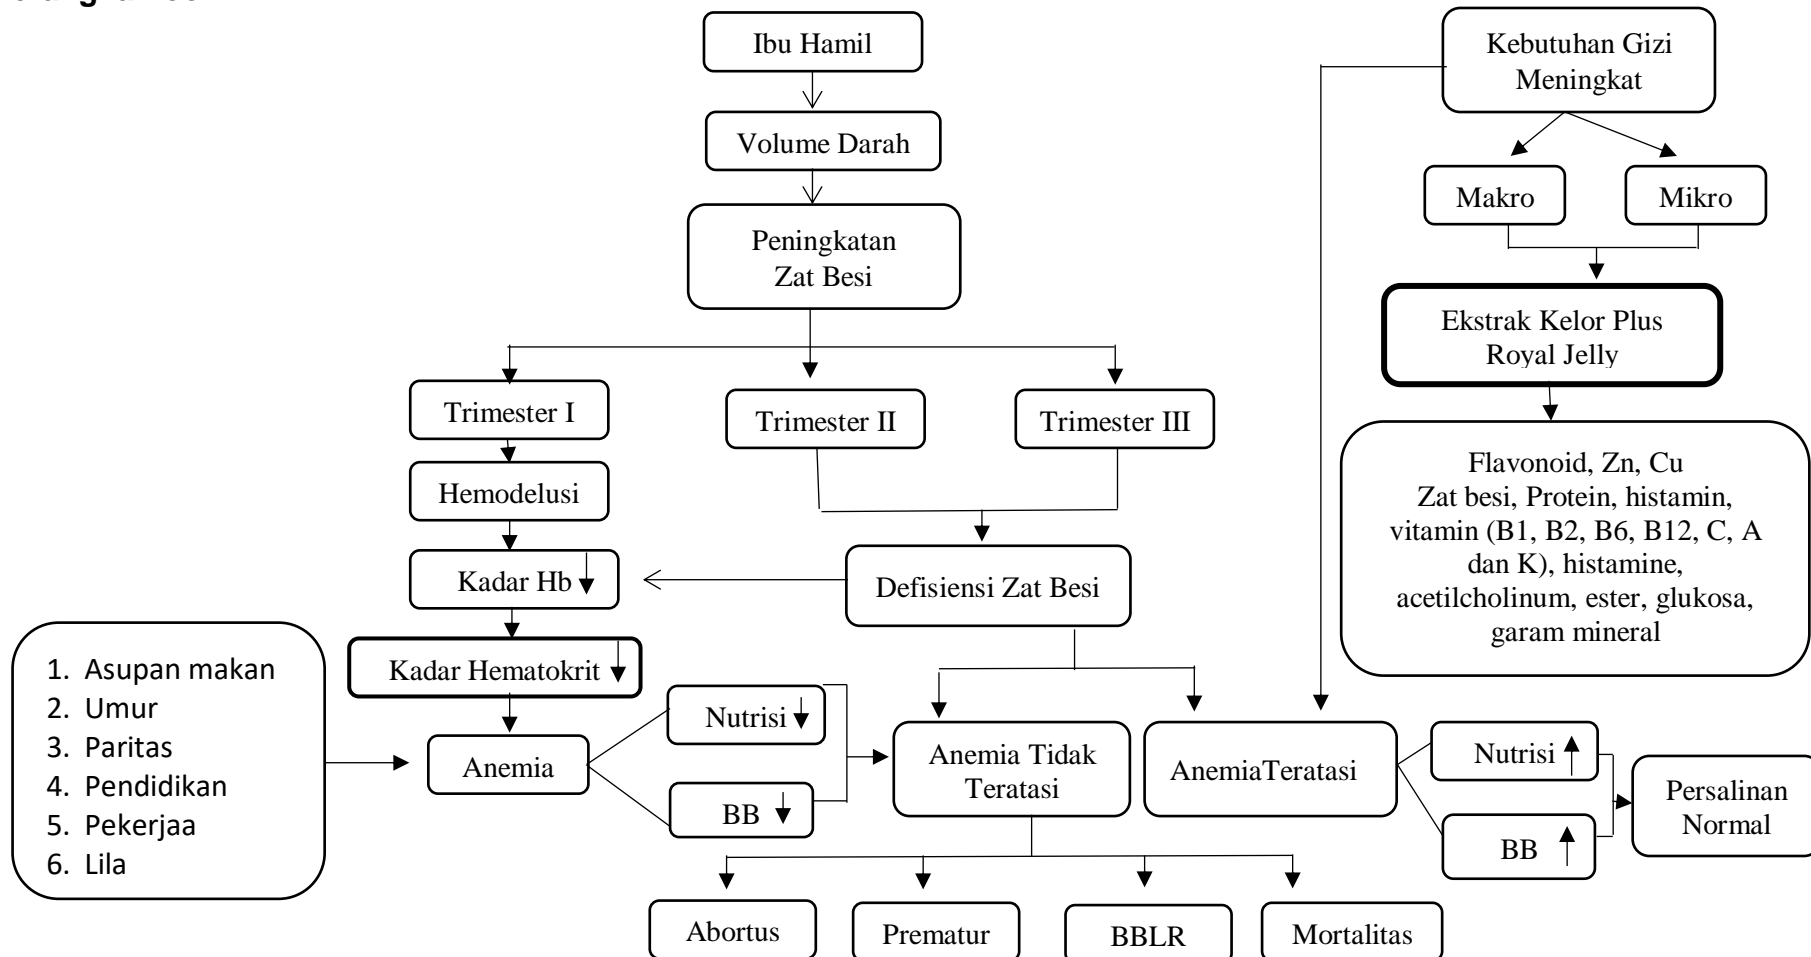 Ibu Hamil
Volume Darah
Peningkatan
Zat Besi
Trimester I
Trimester II
Trimester III
Hemodelusi
Kadar Hb
Defisiensi Zat Besi
Kadar Hematokrit
1. Asupan makan
2. Umur
3. Paritas
4. Pendidikan
5. Pekerjaa
6. Lila
Anemia
Nutrisi
BB
Anemia Tidak
Teratasi
AnemiaTeratasi
Nutrisi
BB
Persalinan
Normal
Abortus
Prematur
BBLR
Mortalitas
Kebutuhan Gizi
Meningkat
Makro
Mikro
Ekstrak Kelor Plus
Royal Jelly
Flavonoid, Zn, Cu
Zat besi, Protein, histamin,
vitamin (B1, B2, B6, B12, C, A
dan K), histamine,
acetilcholinum, ester, glukosa,
garam mineral